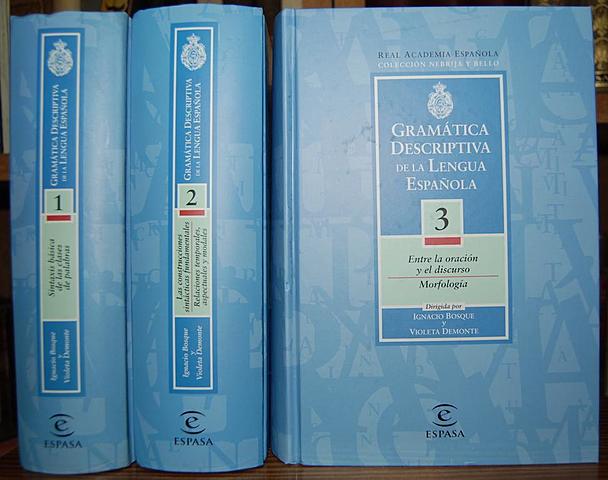 GRAMÁTICA DESCRIPTIVA
DE LA LENGUA ESPAÑOLA
1
Sintaxis básica
de las clases
de palabras
Ignacio Bosque
y
Violeta Demonte
ESPASA
GRAMÁTICA DESCRIPTIVA
DE LA LENGUA ESPAÑOLA
2
Las construcciones
sintácticas fundamentales
Relaciones temporales,
aspectuales y modales
Ignacio Bosque
y
Violeta Demonte
ESPASA
REAL ACADEMIA ESPAÑOLA
COLECCIÓN NEBRIJA Y BELLO
GRAMÁTICA
DESCRIPTIVA
DE LA LENGUA
ESPAÑOLA
3
Entre la oración
y el discurso
Morfología
Dirigida por
IGNACIO BOSQUE
Y
VIOLETA DEMONTE
ESPASA